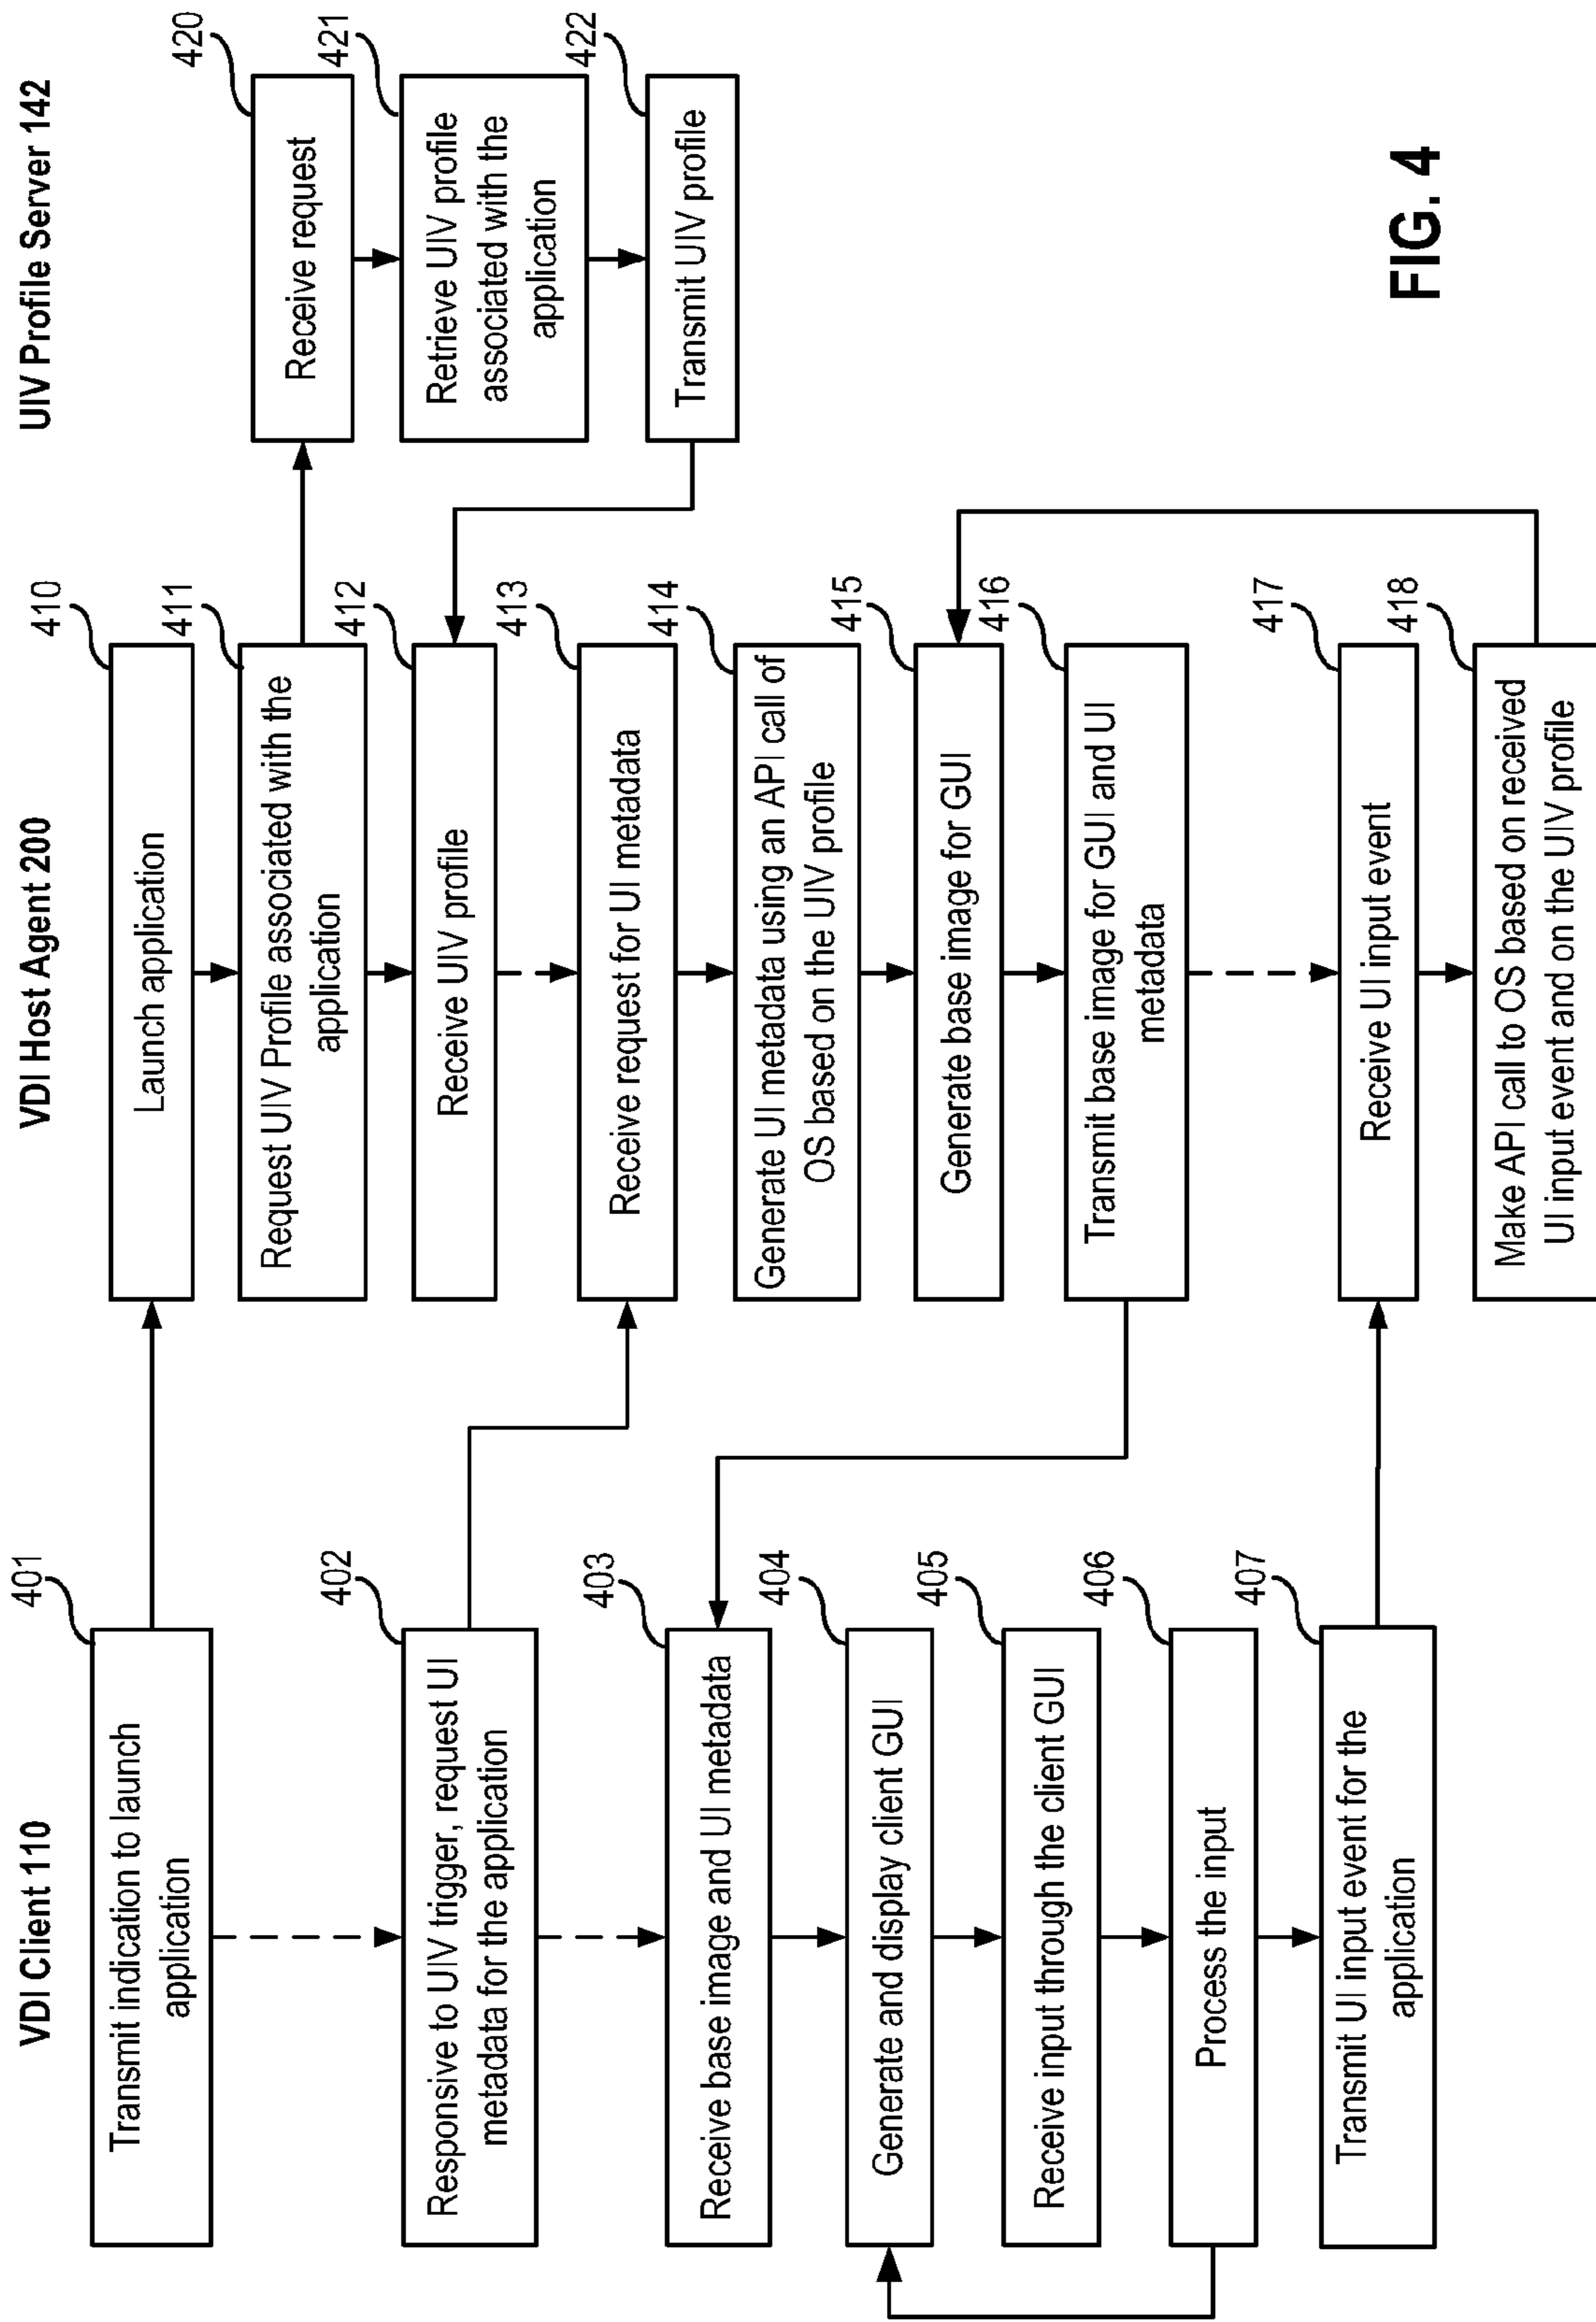 VDI Client 110
401
Transmit indication to launch
application
402
Responsive to UIV trigger, request UI
metadata for the application
403
Receive base image and UI metadata
404
Generate and display client GUI
405
Receive input through the client GUI
406
Process the input
407
Transmit UI input event for the
application
VDI Host Agent 200
410
Launch application
411
Request UIV Profile associated with the
application
412
Receive UIV profile
413
Receive request for UI metadata
414
Generate UI metadata using an API call of
OS based on the UIV profile
415
Generate base image for GUI
416
Transmit base image for GUI and UI
metadata
417
Receive UI input event
418
Make API call to OS based on received
UI input event and on the UIV profile
UIV Profile Server 142
420
Receive request
421
Retrieve UIV profile
associated with the
application
422
Transmit UIV profile
FIG. 4